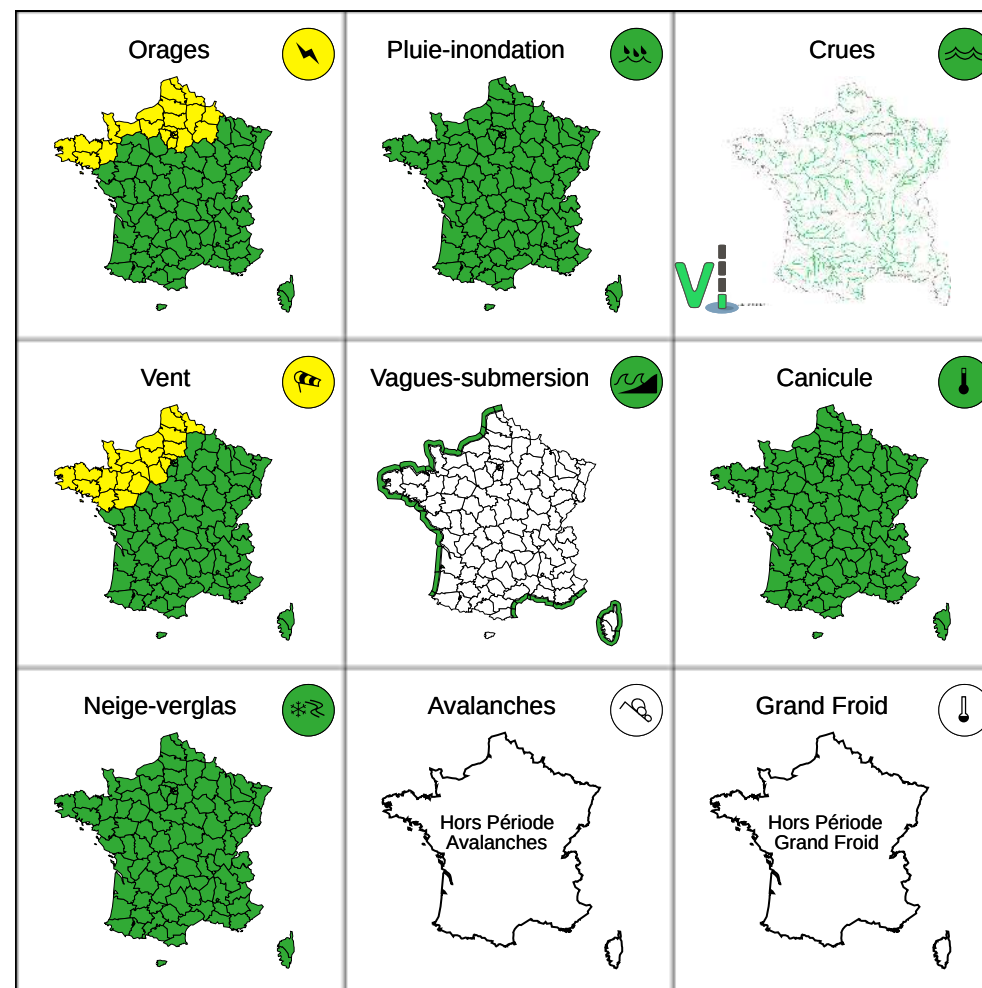 Orages
Pluie-inondation
Crues
Vi
Vent
Vagues-submersion
Canicule
Neige-verglas
Avalanches
Grand Froid
Hors Période
Avalanches
Hors Période
Grand Froid